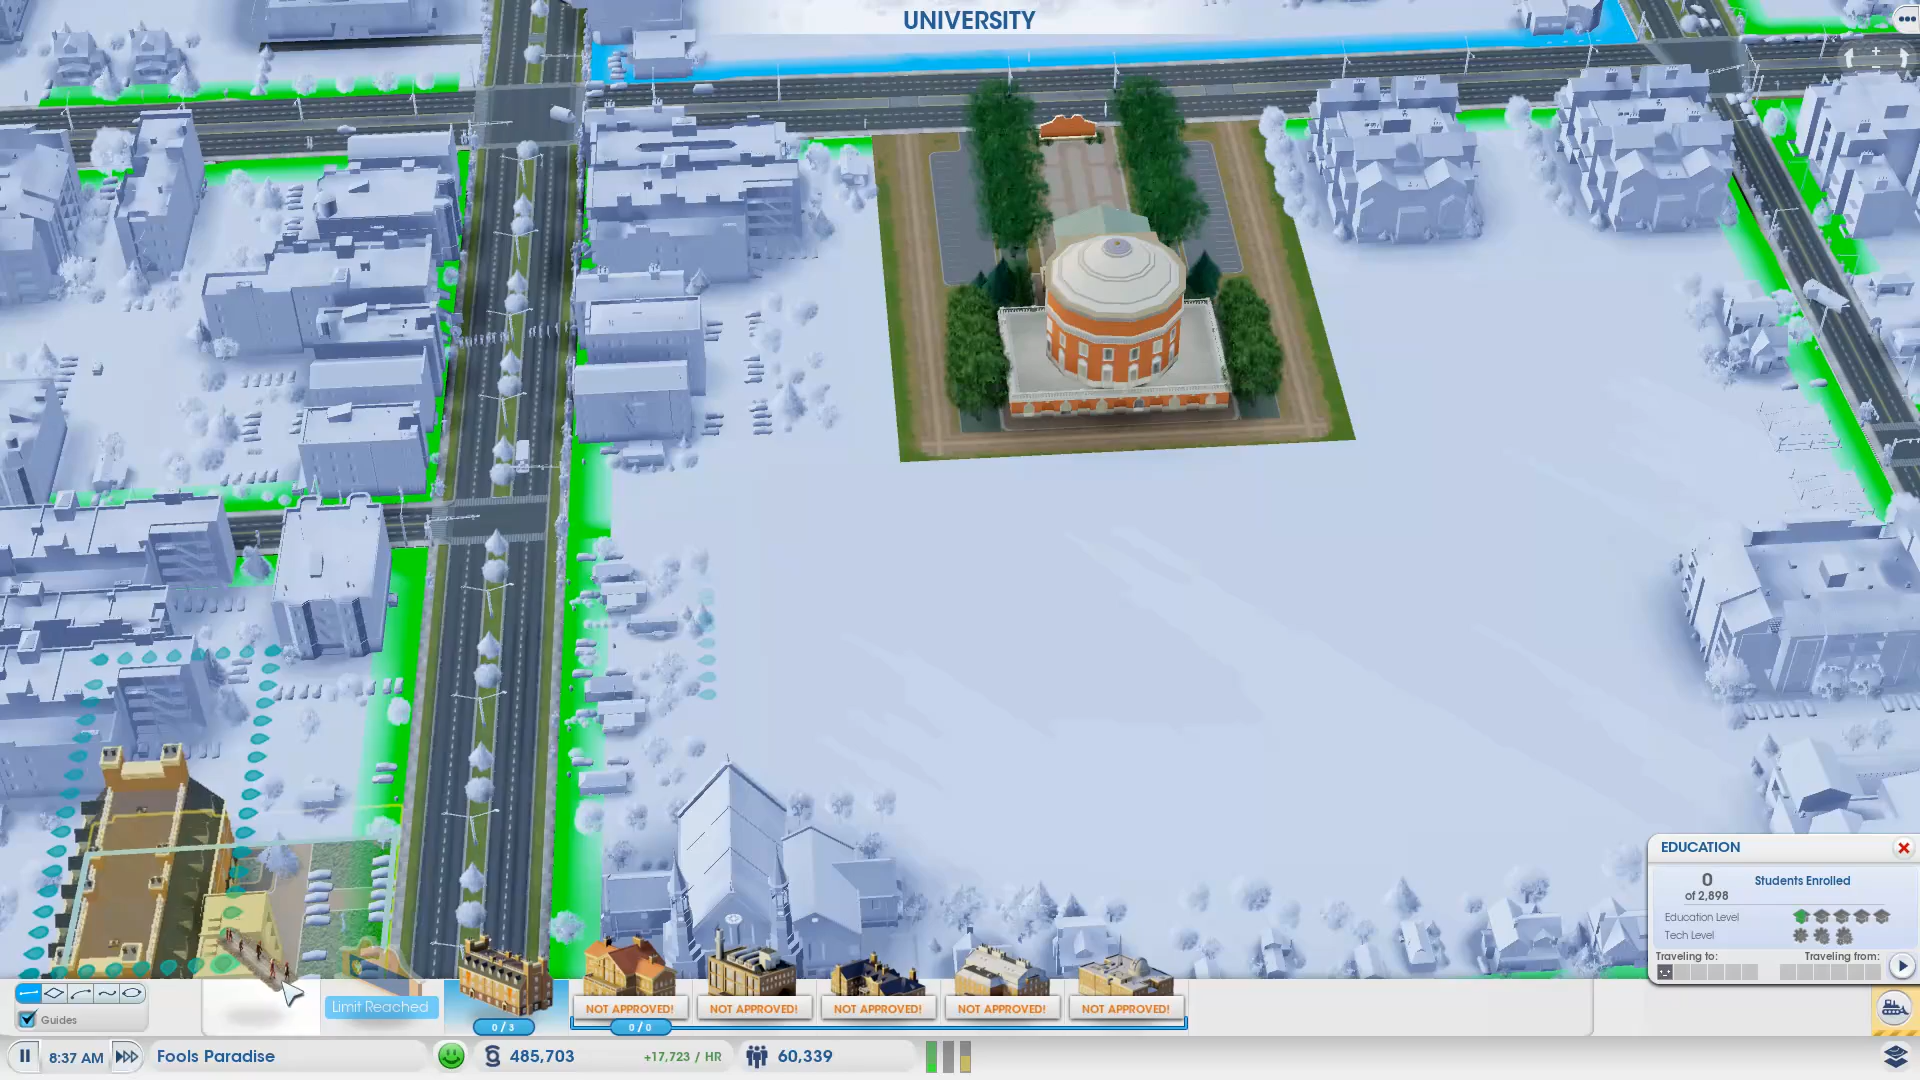 UNIVERSITY
EDUCATION
0
of 2,898
Students Enrolled
Education Level
Tech Level
Traveling to:
Traveling from:
Guides
Limit Reached
0 / 3
NOT APPROVED!
0 / 0
NOT APPROVED!
NOT APPROVED!
NOT APPROVED!
NOT APPROVED!
8:37 AM
Fools Paradise
485,703
+17,723 / HR
60,339